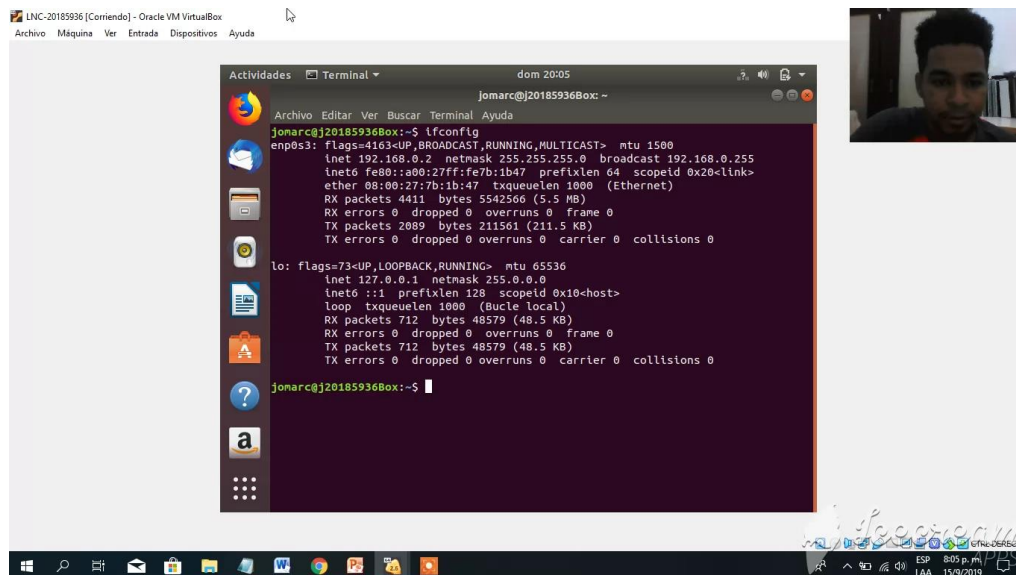 LNC-20185936 [Corriendo] - Oracle VM VirtualBox
Archivo Máquina Ver Entrada Dispositivos Ayuda
Actividades Terminal dom 20:05
jomarc@j20185936Box: ~
Archivo Editar Ver Buscar Terminal Ayuda
jomarc@j20185936Box:~$ ifconfig
enp0s3: flags=4163<UP,BROADCAST,RUNNING,MULTICAST> mtu 1500
inet 192.168.0.2 netmask 255.255.255.0 broadcast 192.168.0.255
inet6 fe80::a00:27ff:fe7b:1b47 prefixlen 64 scopeid 0x20<link>
ether 08:00:27:7b:1b:47 txqueuelen 1000 (Ethernet)
RX packets 4411 bytes 5542566 (5.5 MB)
RX errors 0 dropped 0 overruns 0 frame 0
TX packets 2089 bytes 211561 (211.5 KB)
TX errors 0 dropped 0 overruns 0 carrier 0 collisions 0
lo: flags=73<UP,LOOPBACK,RUNNING> mtu 65536
inet 127.0.0.1 netmask 255.0.0.0
inet6 ::1 prefixlen 128 scopeid 0x10<host>
loop txqueuelen 1000 (Bucle local)
RX packets 712 bytes 48579 (48.5 KB)
RX errors 0 dropped 0 overruns 0 frame 0
TX packets 712 bytes 48579 (48.5 KB)
TX errors 0 dropped 0 overruns 0 carrier 0 collisions 0
jomarc@j20185936Box:~$
APPS
ESP 8:05 p. m.
LAA 15/9/2019